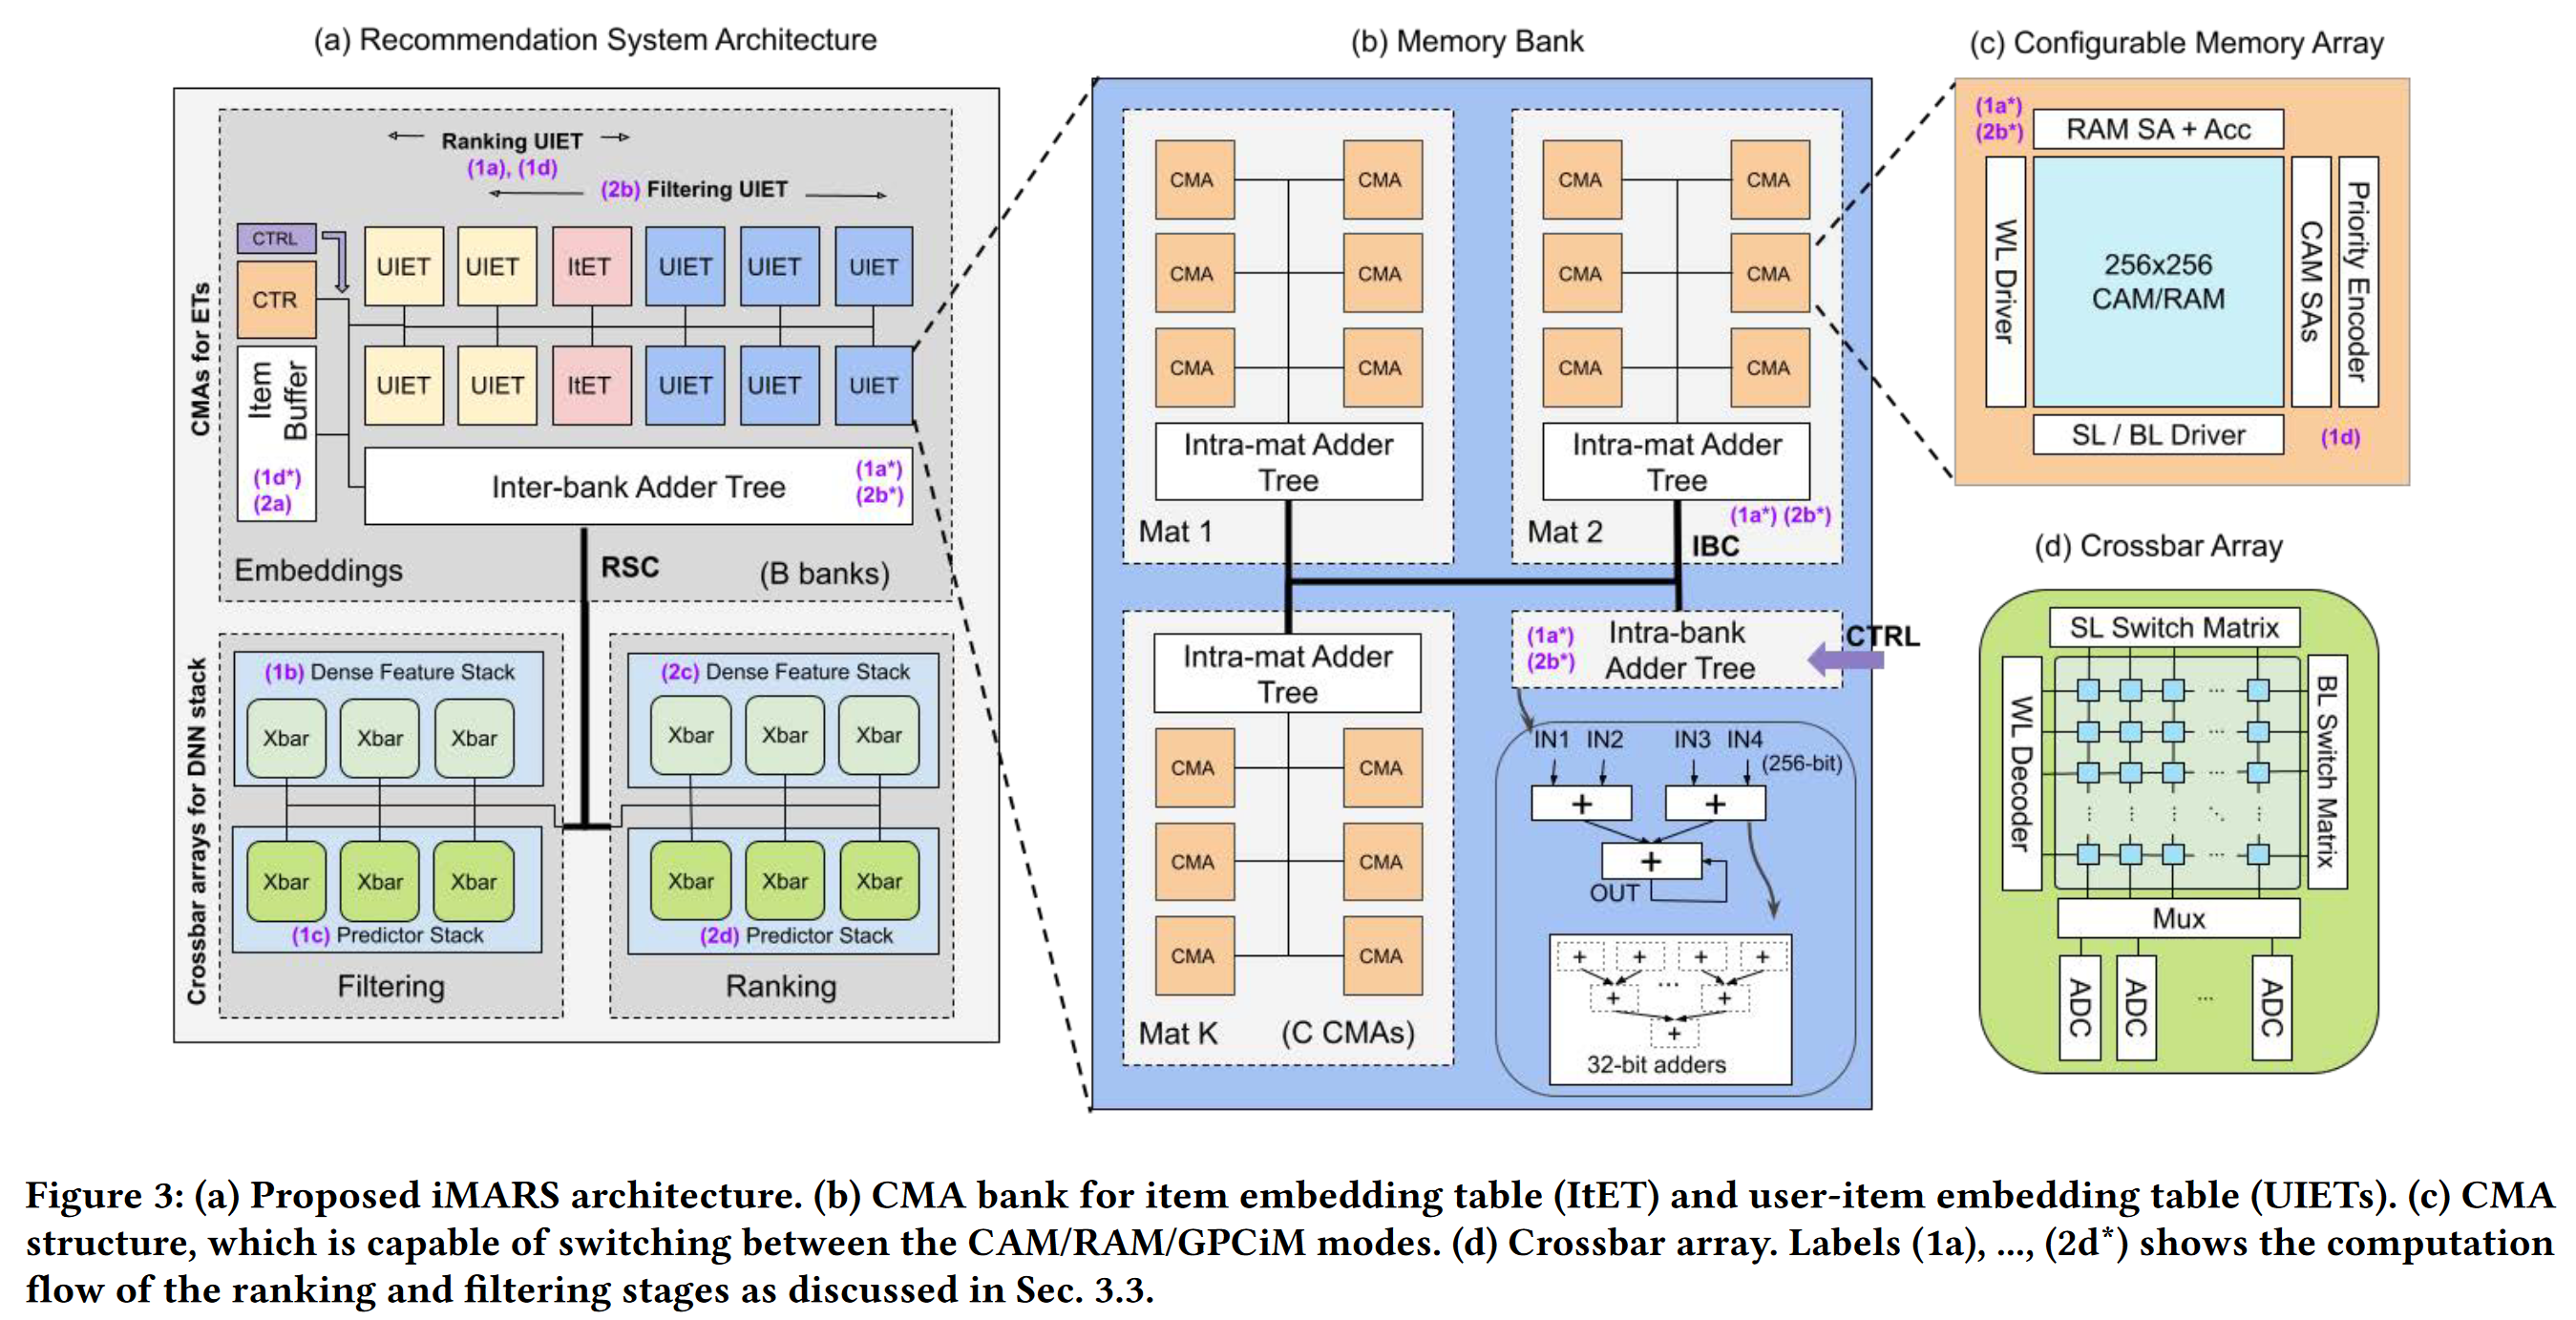 (a) Recommendation System Architecture
CMAs for ETs
Ranking UIET
(1a), (1d)
(2b) Filtering UIET
CTRL
CTR
Item
Buffer
(1d*)
(2a)
UIET
UIET
ItET
UIET
UIET
UIET
UIET
UIET
ItET
UIET
UIET
UIET
Inter-bank Adder Tree
(1a*)
(2b*)
Embeddings
RSC
(B banks)
Crossbar arrays for DNN stack
(1b) Dense Feature Stack
Xbar
Xbar
Xbar
Xbar
Xbar
Xbar
(1c) Predictor Stack
Filtering
(2c) Dense Feature Stack
Xbar
Xbar
Xbar
Xbar
Xbar
Xbar
(2d) Predictor Stack
Ranking
(b) Memory Bank
CMA
CMA
CMA
CMA
CMA
CMA
Intra-mat Adder
Tree
Mat 1
CMA
CMA
CMA
CMA
CMA
CMA
Intra-mat Adder
Tree
(1a*) (2b*)
Mat 2
IBC
Intra-mat Adder
Tree
CMA
CMA
CMA
CMA
CMA
CMA
Mat K
(C CMAs)
(1a*)
(2b*)
Intra-bank
Adder Tree
CTRL
IN1 IN2 IN3 IN4
(256-bit)
+
+
+
OUT
+ + + +
...
+ +
+
32-bit adders
(c) Configurable Memory Array
(1a*)
(2b*)
RAM SA + Acc
WL Driver
256x256
CAM/RAM
CAM SAs
Priority Encoder
SL / BL Driver
(1d)
(d) Crossbar Array
SL Switch Matrix
WL Decoder
BL Switch Matrix
Mux
ADC
ADC
...
ADC
Figure 3: (a) Proposed iMARS architecture. (b) CMA bank for item embedding table (ItET) and user-item embedding table (UIETs). (c) CMA
structure, which is capable of switching between the CAM/RAM/GPCiM modes. (d) Crossbar array. Labels (1a), ..., (2d*) shows the computation
flow of the ranking and filtering stages as discussed in Sec. 3.3.